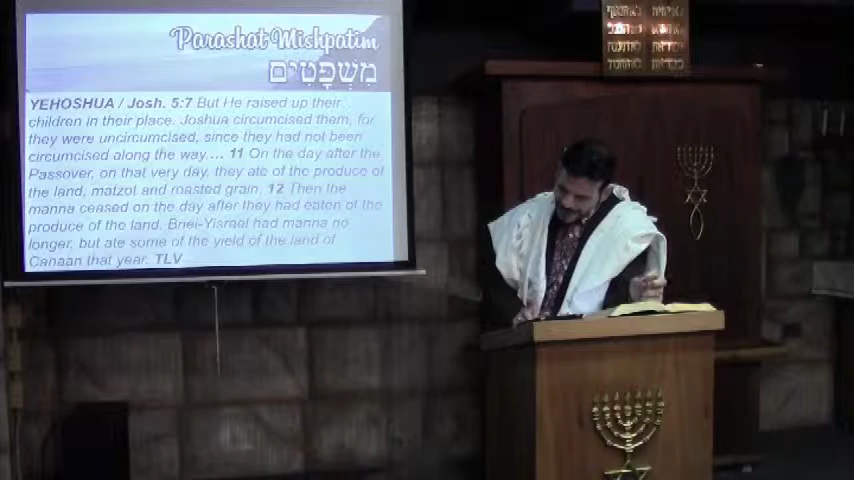 Parashat Mishpatim
מִשְׁפָּטִים
YEHOSHUA / Josh. 5:7 But He raised up their
children in their place. Joshua circumcised them, for
they were uncircumcised, since they had not been
circumcised along the way.... 11 On the day after the
Passover, on that very day, they ate of the produce of
the land, matzot and roasted grain. 12 Then the
manna ceased on the day after they had eaten of the
produce of the land. Bnei-Yisrael had manna no
longer, but ate some of the yield of the land of
Canaan that year. TLV